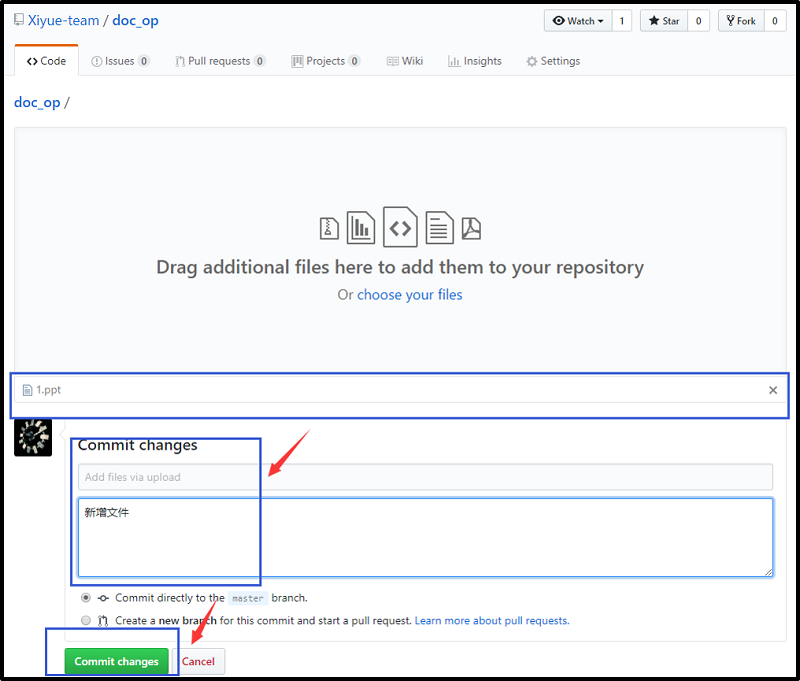 Xiyue-team / doc_op
Watch 1 Star 0 Fork 0
Code Issues 0 Pull requests 0 Projects 0 Wiki Insights Settings
doc_op /
Drag additional files here to add them to your repository
Or choose your files
1.ppt
Commit changes
Add files via upload
新增文件
Commit directly to the master branch.
Create a new branch for this commit and start a pull request. Learn more about pull requests.
Commit changes Cancel